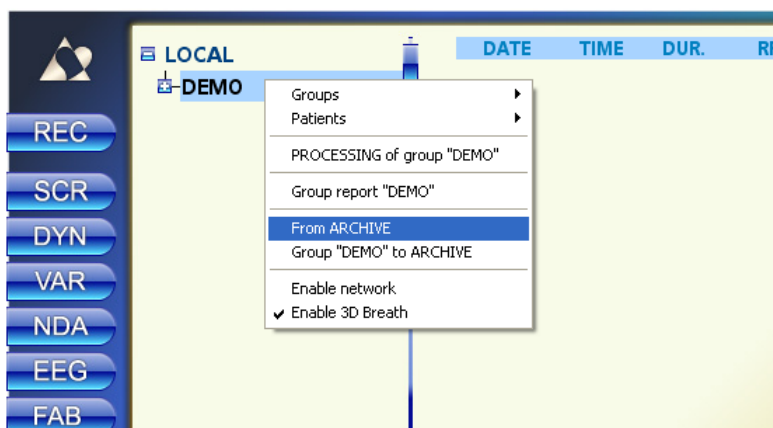 LOCAL
DATE TIME DUR.
DEMO
Groups
Patients
PROCESSING of group "DEMO"
Group report "DEMO"
From ARCHIVE
Group "DEMO" to ARCHIVE
Enable network
Enable 3D Breath
REC
SCR
DYN
VAR
NDA
EEG
FAB